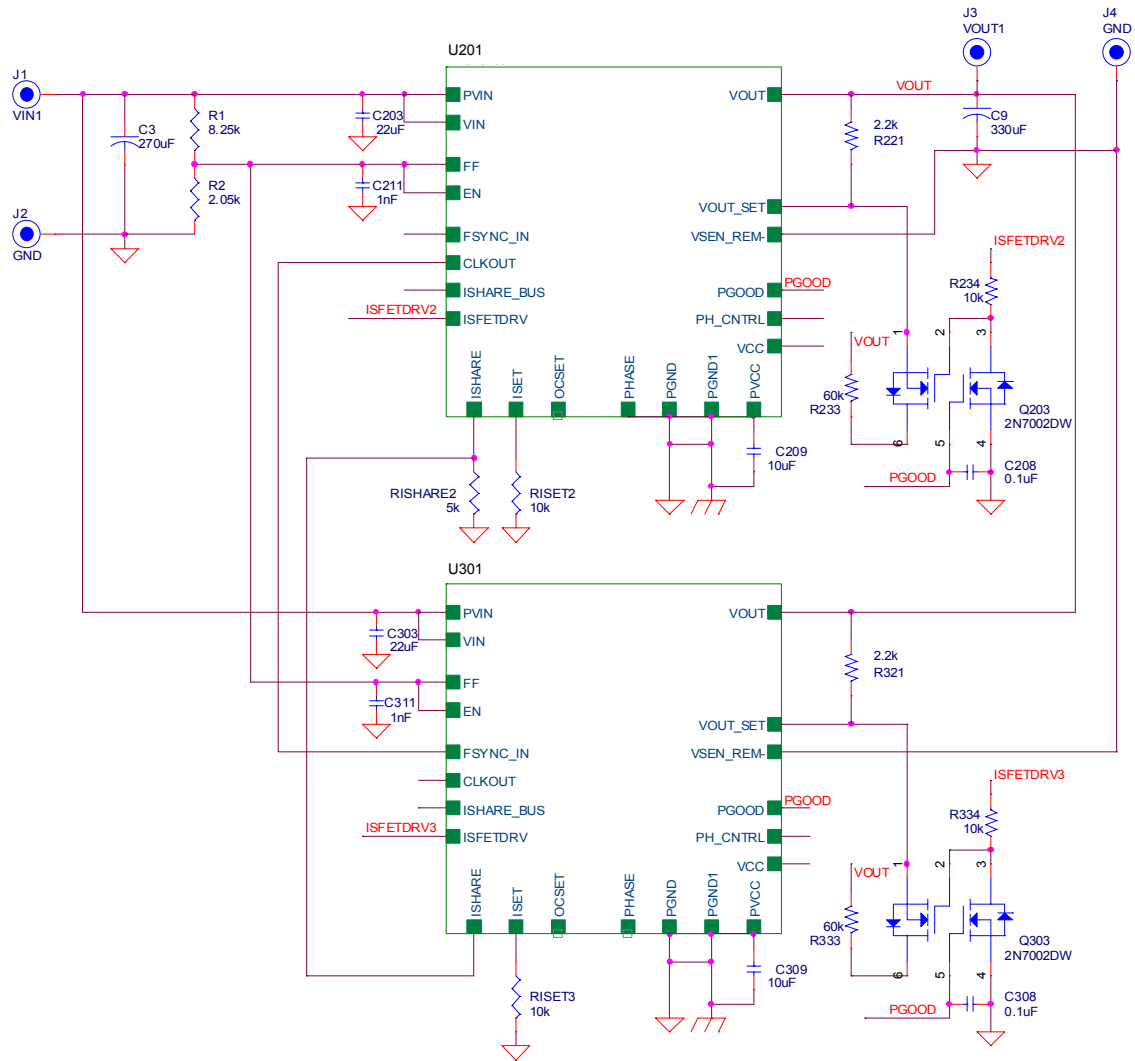 J1
VIN1
J2
GND
C3
270uF
R1
8.25k
R2
2.05k
C203
22uF
C211
1nF
U201
PVIN
VIN
FF
EN
FSYNC_IN
CLKOUT
ISHARE_BUS
ISFETDRV
ISFETDRV2
ISHARE
ISET
OCSET
PHASE
PGND
PGND1
PVCC
VOUT
VOUT_SET
VSEN_REM-
PGOOD
PH_CNTRL
VCC
PGOOD
RISHARE2
5k
RISET2
10k
C209
10uF
J3
VOUT1
J4
GND
VOUT
C9
330uF
2.2k
R221
ISFETDRV2
R234
10k
VOUT
60k
R233
1
2
3
6
5
4
Q203
2N7002DW
PGOOD
C208
0.1uF
U301
PVIN
VIN
FF
EN
FSYNC_IN
CLKOUT
ISHARE_BUS
ISFETDRV
ISFETDRV3
C303
22uF
C311
1nF
ISHARE
ISET
OCSET
PHASE
PGND
PGND1
PVCC
VOUT
VOUT_SET
VSEN_REM-
PGOOD
PH_CNTRL
VCC
PGOOD
RISET3
10k
C309
10uF
2.2k
R321
ISFETDRV3
R334
10k
VOUT
60k
R333
1
2
3
6
5
4
Q303
2N7002DW
PGOOD
C308
0.1uF